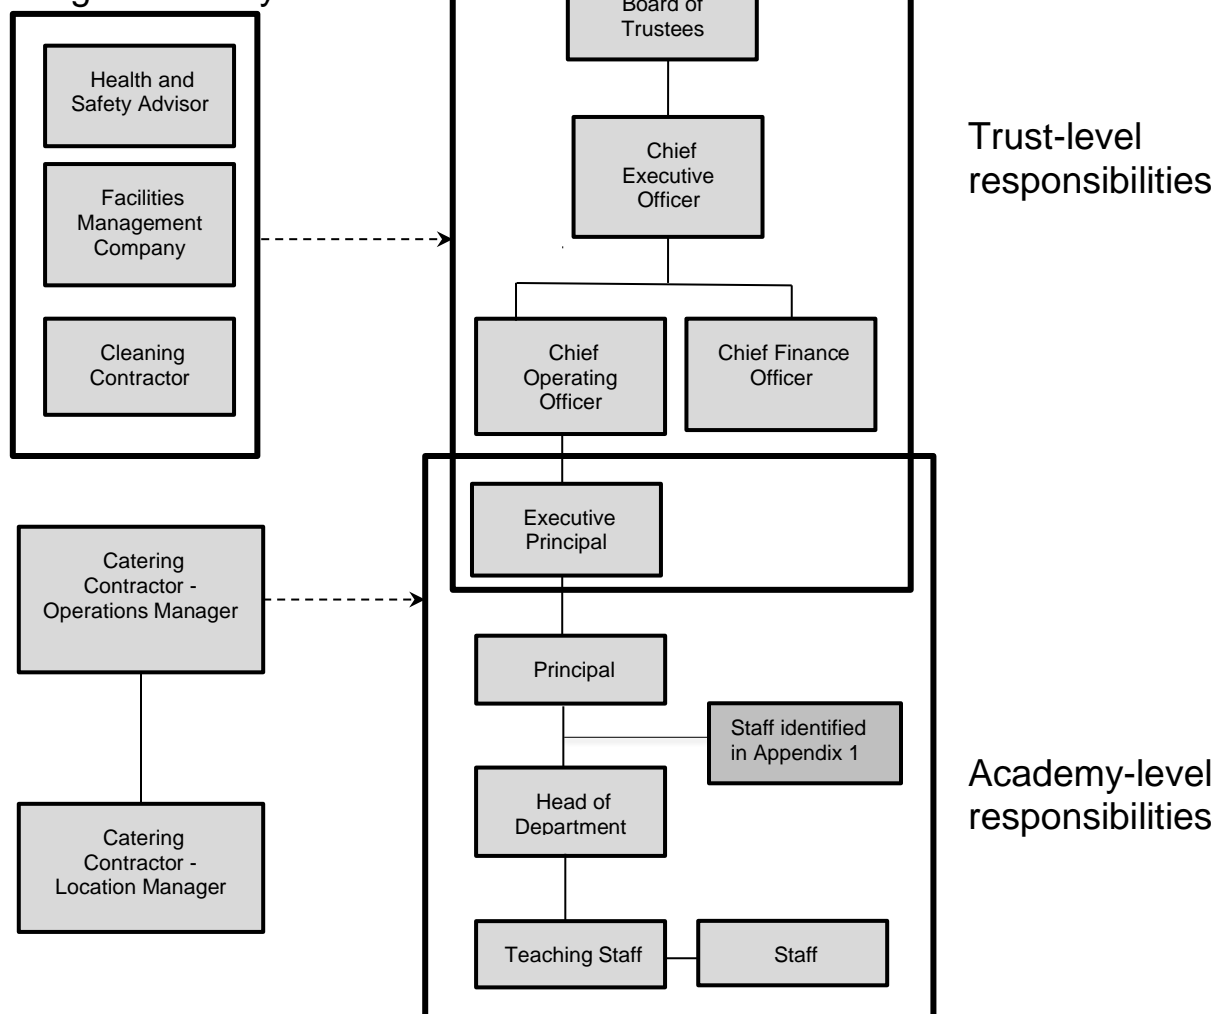 Board of
Trustees
Health and
Safety Advisor
Facilities
Management
Company
Cleaning
Contractor
Chief
Executive
Officer
Trust-level
responsibilities
Chief
Operating
Officer
Chief Finance
Officer
Executive
Principal
Catering
Contractor -
Operations Manager
Principal
Staff identified
in Appendix 1
Head of
Department
Academy-level
responsibilities
Catering
Contractor -
Location Manager
Teaching Staff
Staff